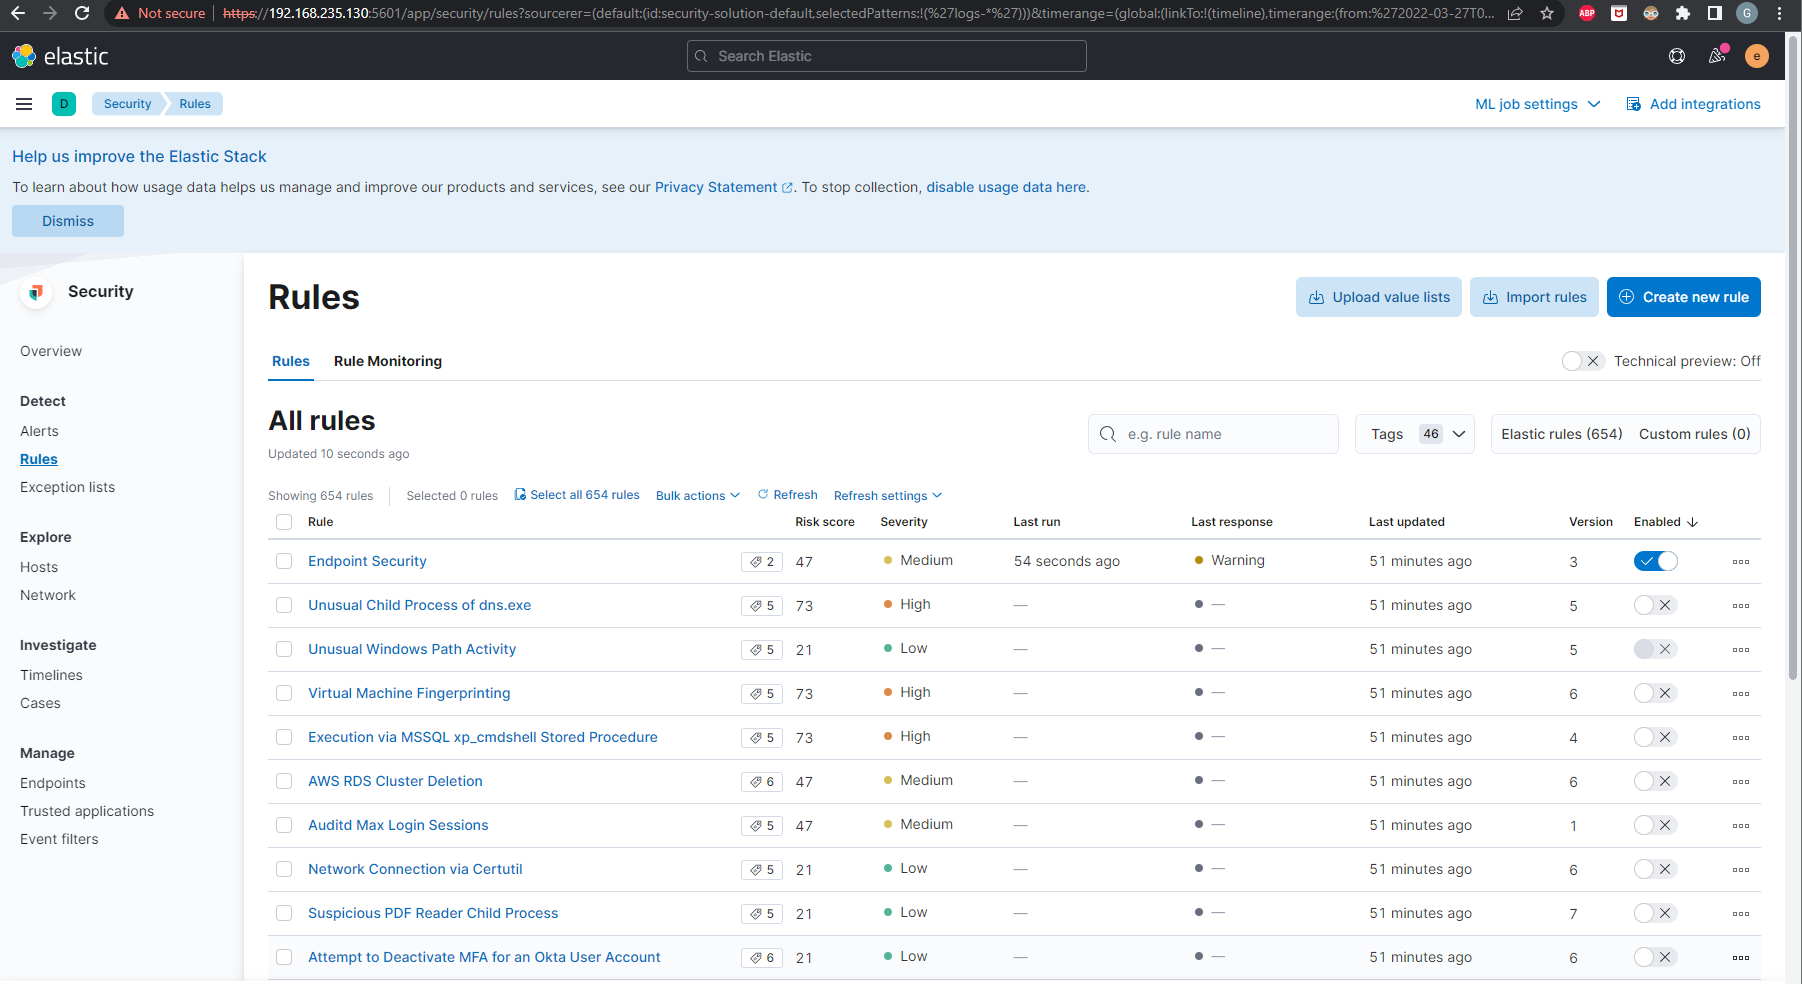 Not secure https://192.168.235.130:5601/app/security/rules?sourcerer=(default:(id:security-solution-default,selectedPatterns:!(%27logs-*%27)))&timerange=(global:(linkTo:!(timeline),timerange:(from:%272022-03-27T0... ABP G
elastic Search Elastic e
D Security Rules ML job settings Add integrations
Help us improve the Elastic Stack
To learn about how usage data helps us manage and improve our products and services, see our Privacy Statement. To stop collection, disable usage data here.
Dismiss
Security
Overview
Detect
Alerts
Rules
Exception lists
Explore
Hosts
Network
Investigate
Timelines
Cases
Manage
Endpoints
Trusted applications
Event filters
Rules Upload value lists Import rules Create new rule
Rules Rule Monitoring Technical preview: Off
All rules e.g. rule name Tags 46 Elastic rules (654) Custom rules (0)
Updated 10 seconds ago
Showing 654 rules Selected 0 rules Select all 654 rules Bulk actions Refresh Refresh settings
Rule Risk score Severity Last run Last response Last updated Version Enabled
Endpoint Security 2 47 Medium 54 seconds ago Warning 51 minutes ago 3
Unusual Child Process of dns.exe 5 73 High — — 51 minutes ago 5
Unusual Windows Path Activity 5 21 Low — — 51 minutes ago 5
Virtual Machine Fingerprinting 5 73 High — — 51 minutes ago 6
Execution via MSSQL xp_cmdshell Stored Procedure 5 73 High — — 51 minutes ago 4
AWS RDS Cluster Deletion 6 47 Medium — — 51 minutes ago 6
Auditd Max Login Sessions 5 47 Medium — — 51 minutes ago 1
Network Connection via Certutil 5 21 Low — — 51 minutes ago 6
Suspicious PDF Reader Child Process 5 21 Low — — 51 minutes ago 7
Attempt to Deactivate MFA for an Okta User Account 6 21 Low — — 51 minutes ago 6